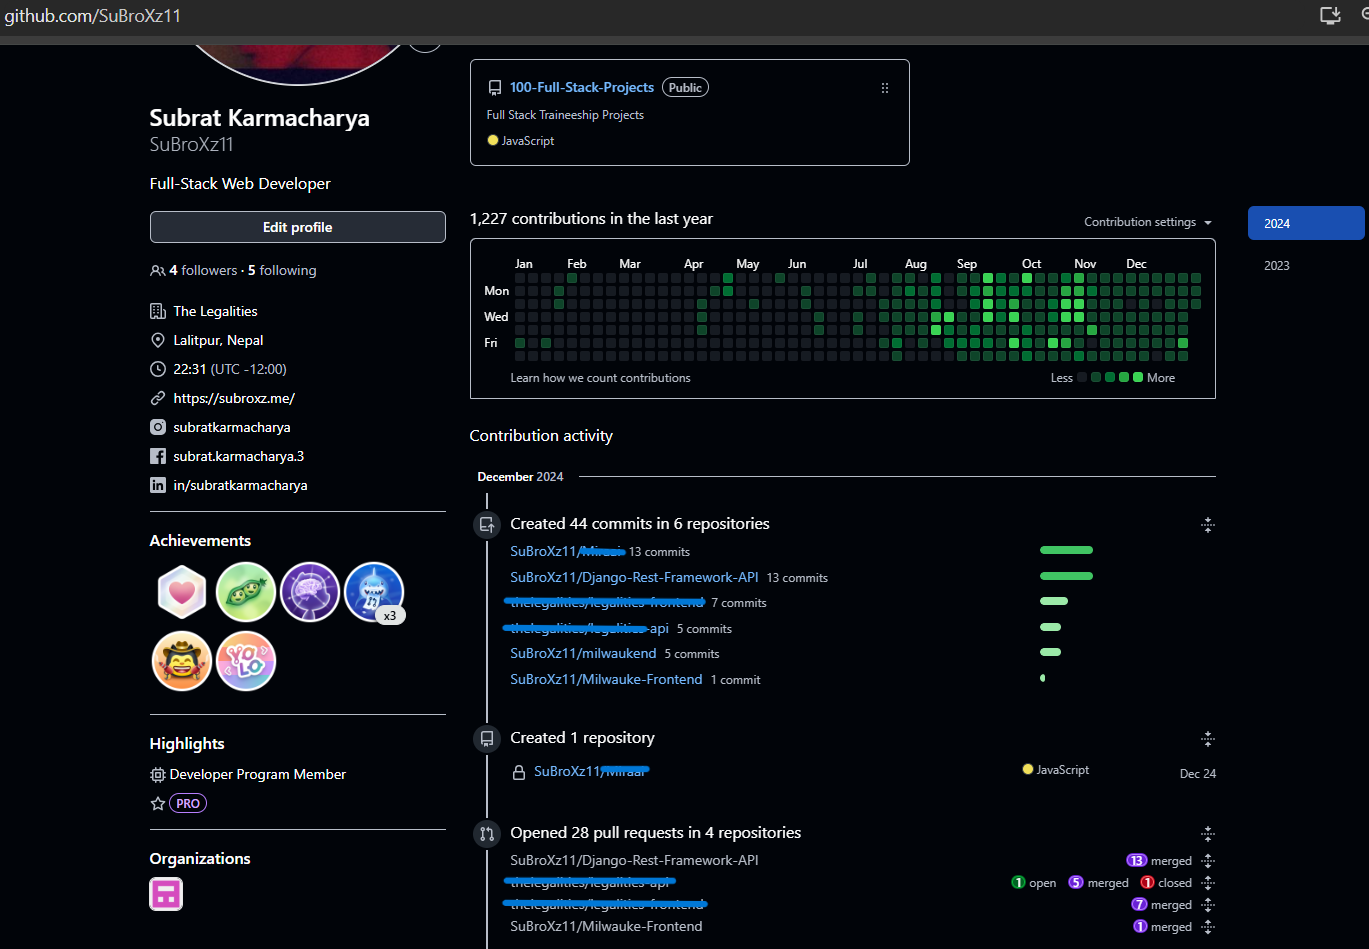 github.com/SuBroXz11
100-Full-Stack-Projects Public
Full Stack Traineeship Projects
JavaScript
Subrat Karmacharya
SuBroXz11
Full-Stack Web Developer
Edit profile
4 followers · 5 following
The Legalities
Lalitpur, Nepal
22:31 (UTC -12:00)
https://subroxz.me/
subratkarmacharya
subrat.karmacharya.3
in/subratkarmacharya
Achievements
x3
YOLO
Highlights
Developer Program Member
PRO
Organizations
1,227 contributions in the last year
Contribution settings
2024
2023
Jan Feb Mar Apr May Jun Jul Aug Sep Oct Nov Dec
Mon
Wed
Fri
Learn how we count contributions
Less More
Contribution activity
December 2024
Created 44 commits in 6 repositories
SuBroXz11/ 13 commits
SuBroXz11/Django-Rest-Framework-API 13 commits
7 commits
-api 5 commits
SuBroXz11/milwaukend 5 commits
SuBroXz11/Milwauke-Frontend 1 commit
Created 1 repository
SuBroXz11/ JavaScript Dec 24
Opened 28 pull requests in 4 repositories
SuBroXz11/Django-Rest-Framework-API 13 merged
1 open 5 merged 1 closed
7 merged
SuBroXz11/Milwauke-Frontend 1 merged